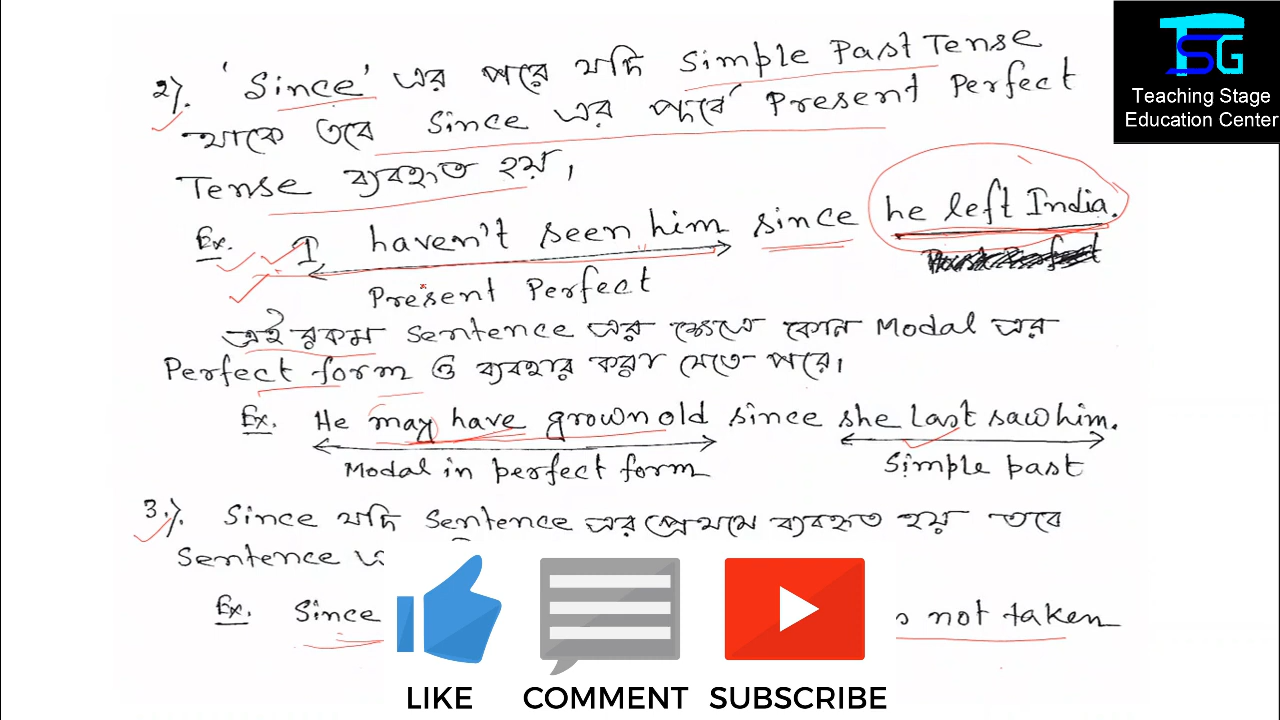 TSG
Teaching Stage
Education Center
2). 'Since' এর পরে যদি Simple Past Tense
থাকে তবে Since এর পূর্বে Present Perfect
Tense ব্যবহৃত হয়।
Ex. I haven't seen him since he left India.
Present Perfect
এই রকম Sentence এর ক্ষেত্রে কোন Modal এর
Perfect form ও ব্যবহার করা যেতে পারে।
Ex. He may have grown old since she last saw him.
Modal in perfect form Simple past
3.). Since যদি Sentence এর প্রথমে ব্যবহৃত হয় তবে
Sentence
Ex. Since not taken
LIKE COMMENT SUBSCRIBE